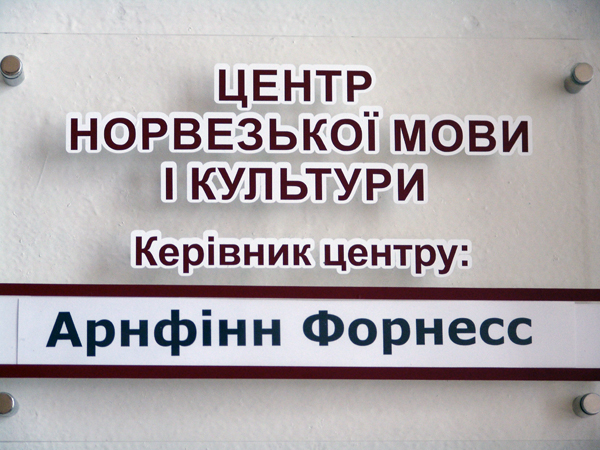 ЦЕНТР
НОРВЕЗЬКОЇ МОВИ
І КУЛЬТУРИ
Керівник центру:
Арнфінн Форнесс